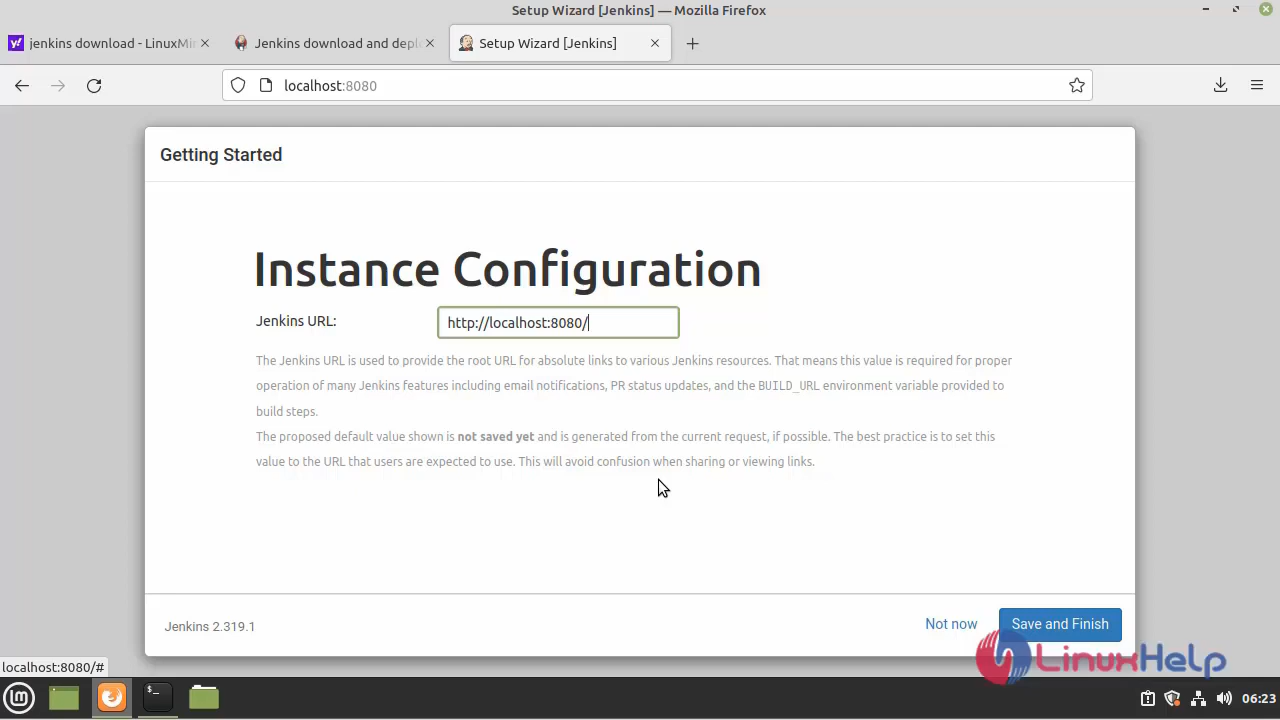 Setup Wizard [Jenkins] — Mozilla Firefox
jenkins download - LinuxMin
Jenkins download and depl
Setup Wizard [Jenkins]
localhost:8080
Getting Started
Instance Configuration
Jenkins URL:
http://localhost:8080/
The Jenkins URL is used to provide the root URL for absolute links to various Jenkins resources. That means this value is required for proper
operation of many Jenkins features including email notifications, PR status updates, and the BUILD_URL environment variable provided to
build steps.
The proposed default value shown is not saved yet and is generated from the current request, if possible. The best practice is to set this
value to the URL that users are expected to use. This will avoid confusion when sharing or viewing links.
Jenkins 2.319.1
Not now
Save and Finish
LinuxHelp
localhost:8080/#
06:23